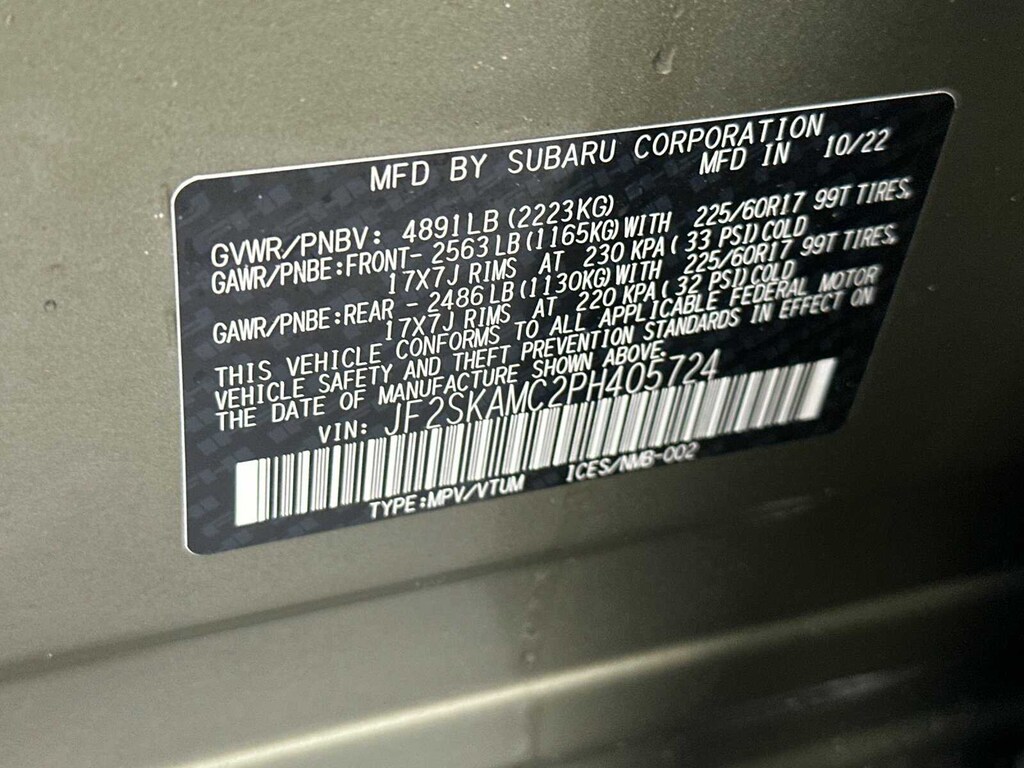 MFD BY SUBARU CORPORATION
MFD IN 10/22
GVWR/PNBV: 4891LB(2223KG)
GAWR/PNBE:FRONT- 2563LB(1165KG)WITH 225/60R17 99T TIRES,
17X7J RIMS AT 230 KPA( 33 PSI)COLD
GAWR/PNBE:REAR - 2486LB(1130KG)WITH 225/60R17 99T TIRES,
17X7J RIMS AT 220 KPA( 32 PSI)COLD
THIS VEHICLE CONFORMS TO ALL APPLICABLE FEDERAL MOTOR
VEHICLE SAFETY AND THEFT PREVENTION STANDARDS IN EFFECT ON
THE DATE OF MANUFACTURE SHOWN ABOVE.
VIN: JF2SKAMC2PH405724
TYPE:MPV/VTUM ICES/NMB-002